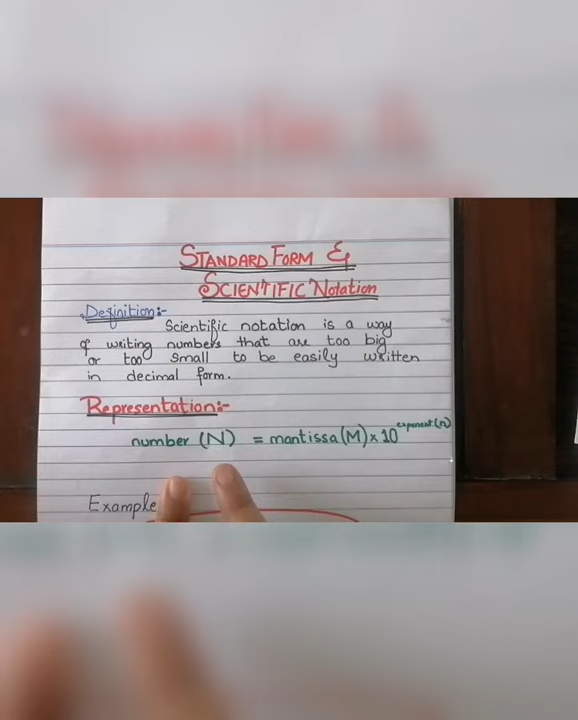 STANDARD FORM &
SCIENTIFIC Notation
Definition:-
Scientific notation is a way
of writing numbers that are too big
or too small to be easily written
in decimal form.
Representation:-
number (N) = mantissa(M) x 10^exponent(n)
Example